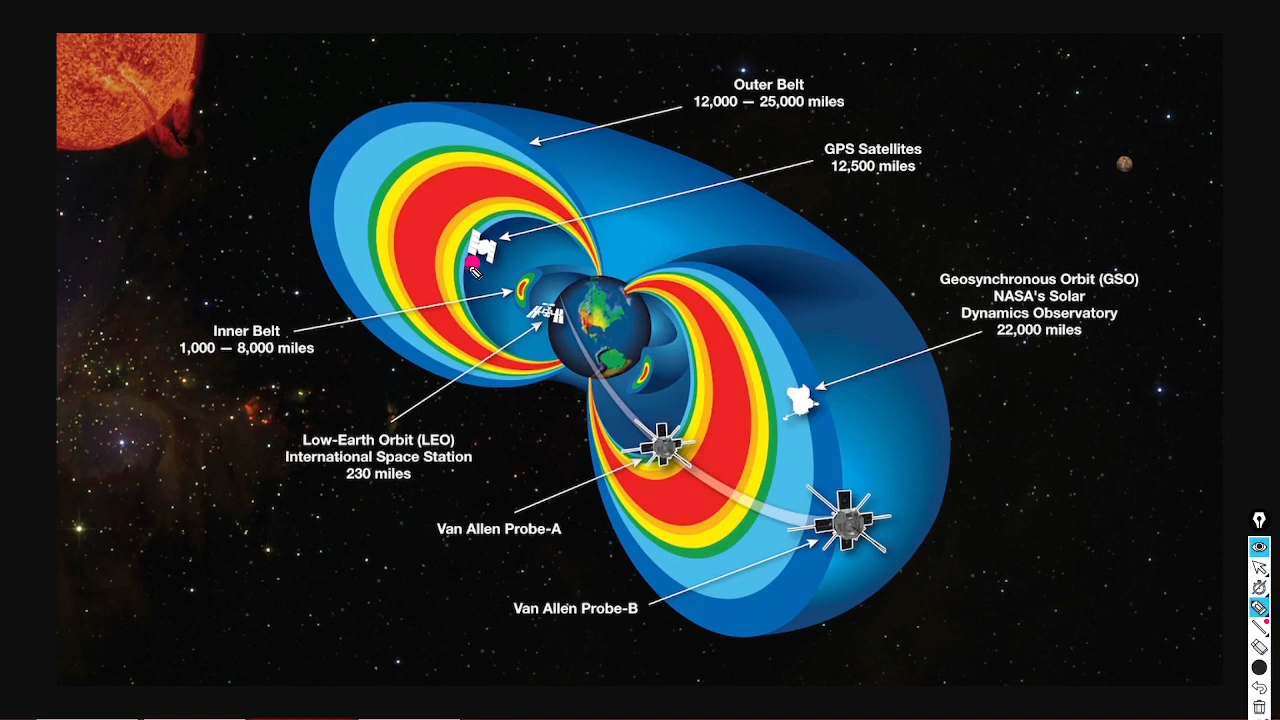 Outer Belt
12,000 — 25,000 miles
GPS Satellites
12,500 miles
Geosynchronous Orbit (GSO)
NASA's Solar
Dynamics Observatory
22,000 miles
Inner Belt
1,000 — 8,000 miles
Low-Earth Orbit (LEO)
International Space Station
230 miles
Van Allen Probe-A
Van Allen Probe-B